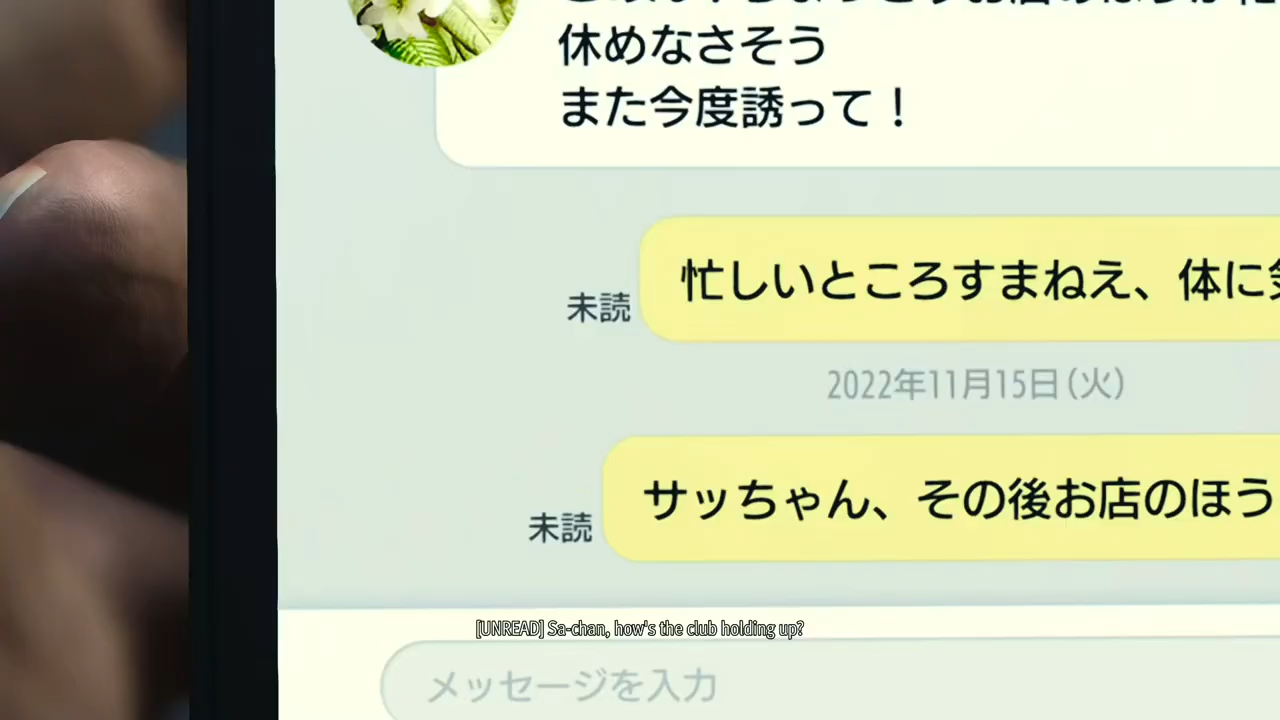 休めなさそう
また今度誘って！
忙しいところすまねえ、体に
未読
2022年11月15日(火)
サッちゃん、その後お店のほう
未読
[UNREAD] Sa-chan, how's the club holding up?
メッセージを入力